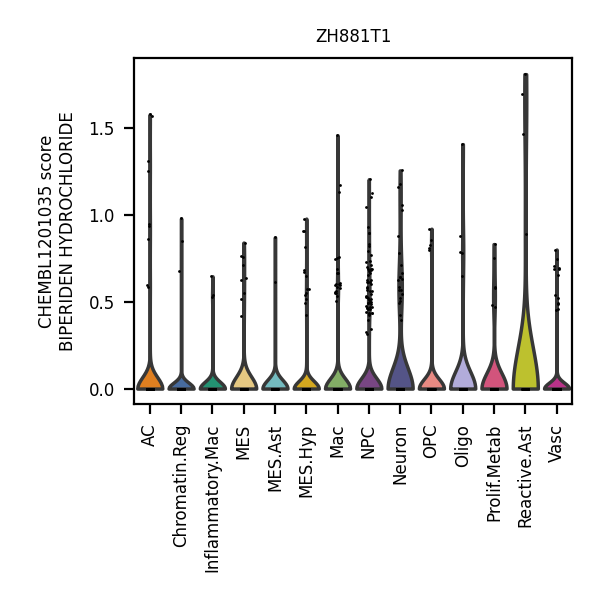 ZH881T1
CHEMBL1201035 score
BIPERIDEN HYDROCHLORIDE
1.5
1.0
0.5
0.0
AC
Chromatin.Reg
Inflammatory.Mac
MES
MES.Ast
MES.Hyp
Mac
NPC
Neuron
OPC
Oligo
Prolif.Metab
Reactive.Ast
Vasc